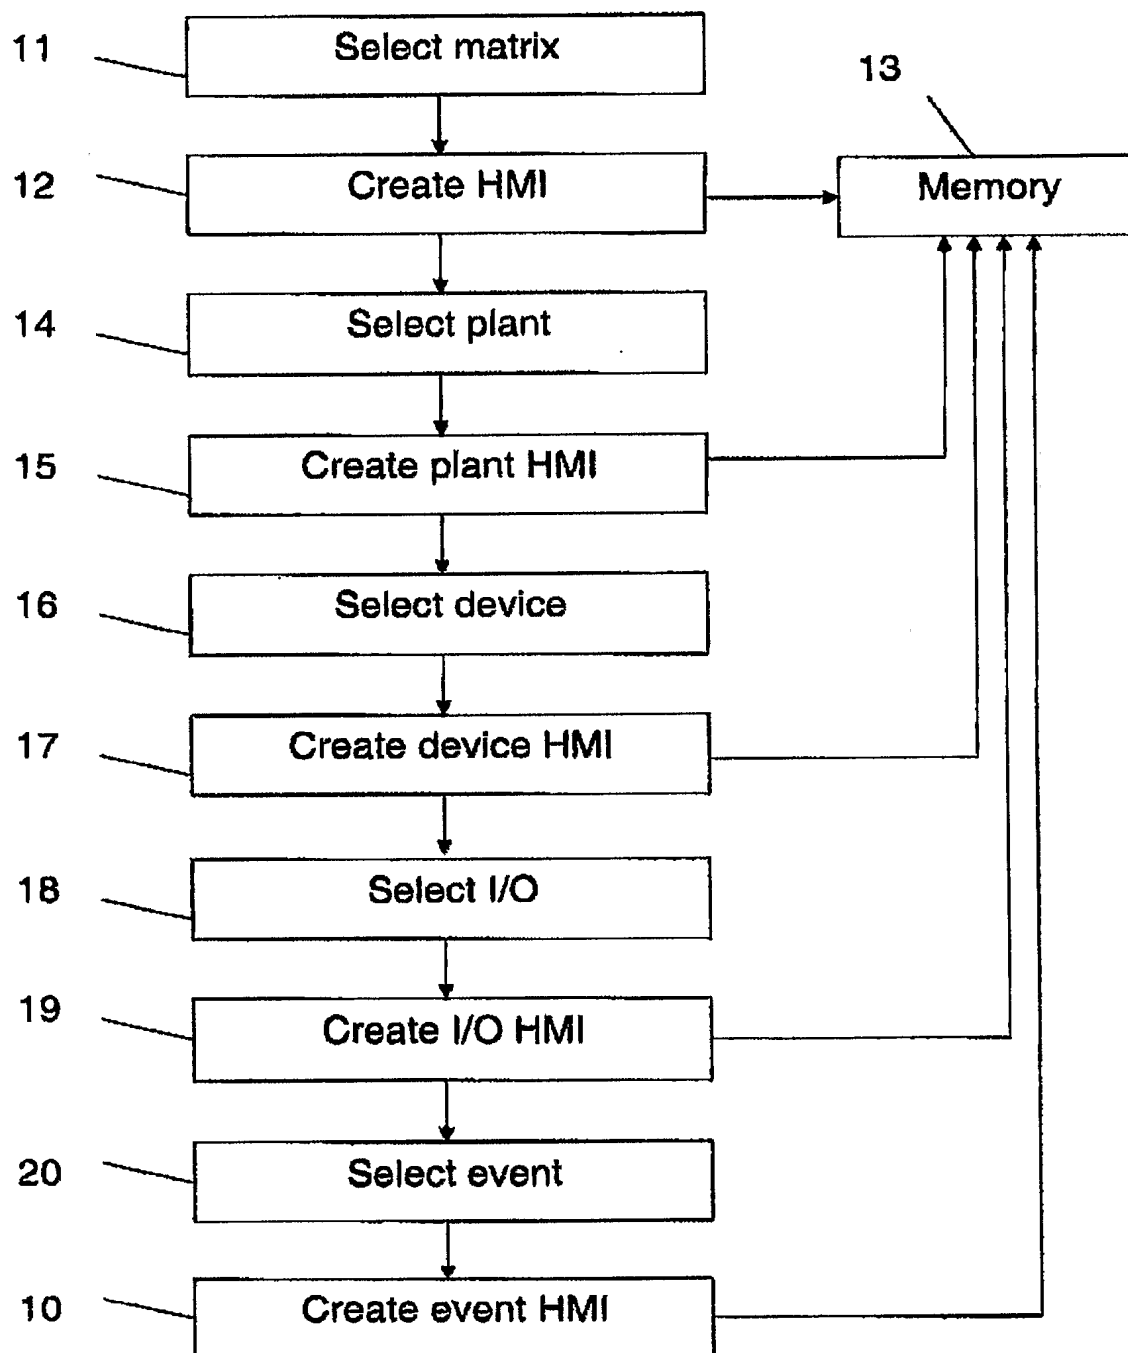 11 Select matrix
13
12 Create HMI Memory
14 Select plant
15 Create plant HMI
16 Select device
17 Create device HMI
18 Select I/O
19 Create I/O HMI
20 Select event
10 Create event HMI